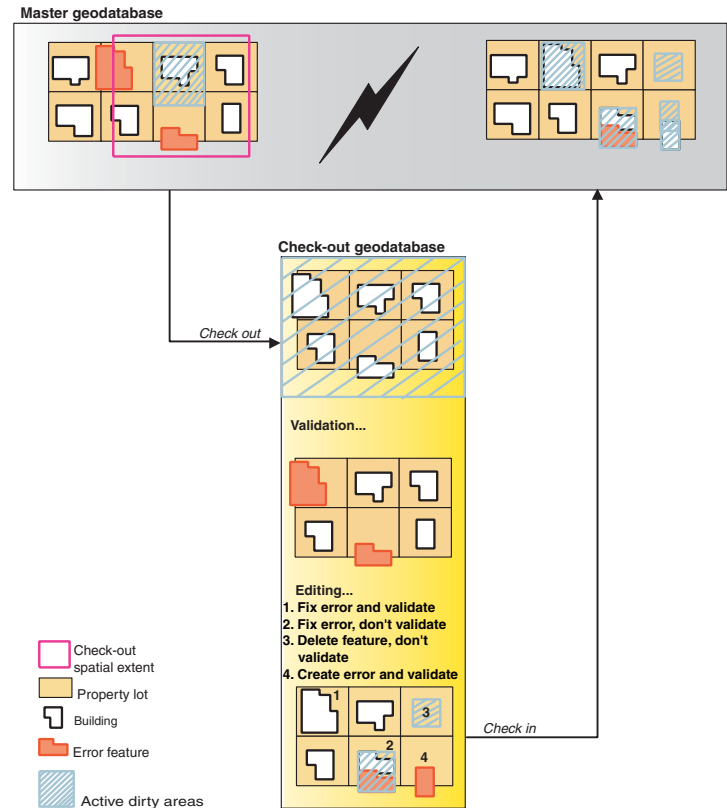 Master geodatabase
Check-out geodatabase
Check out
Validation...
Editing...
1. Fix error and validate
2. Fix error, don't validate
3. Delete feature, don't
validate
4. Create error and validate
1
3
2
4
Check in
Check-out
spatial extent
Property lot
Building
Error feature
Active dirty areas